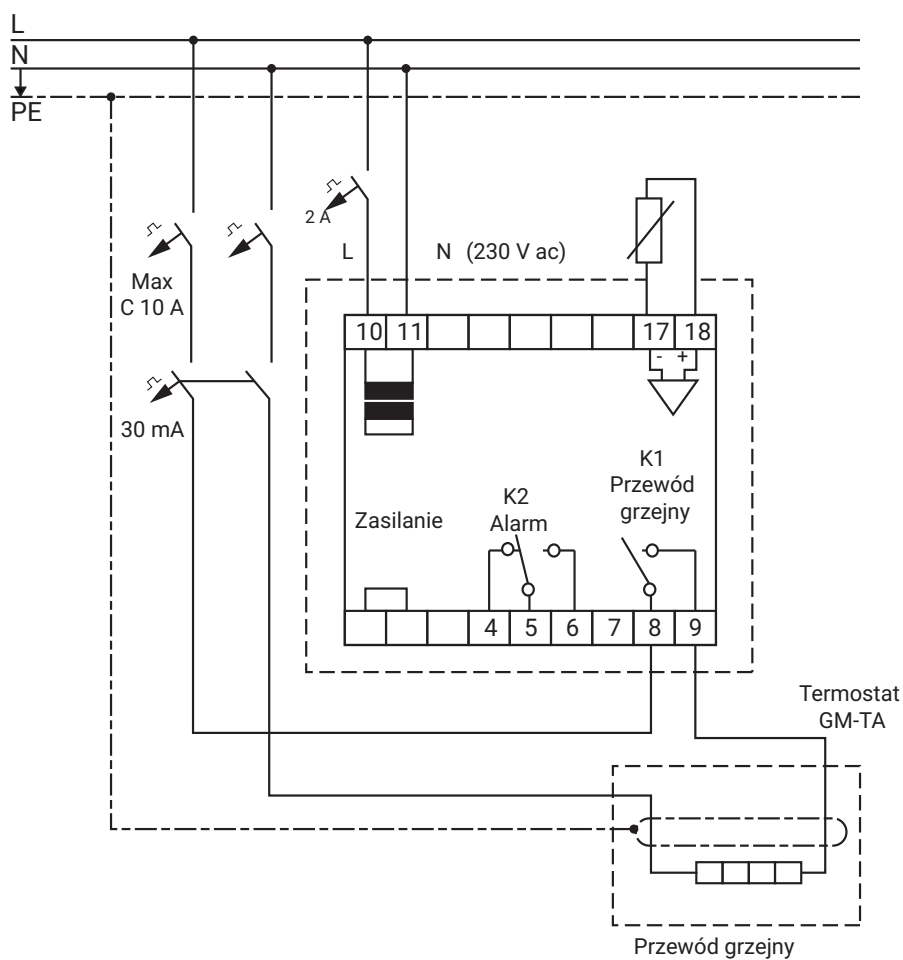 L
N
PE
2 A
L
N (230 V ac)
Max
C 10 A
10 11 17 18
- +
30 mA
K1
Przewód
grzejny
K2
Alarm
Zasilanie
4 5 6 7 8 9
Termostat
GM-TA
Przewód grzejny